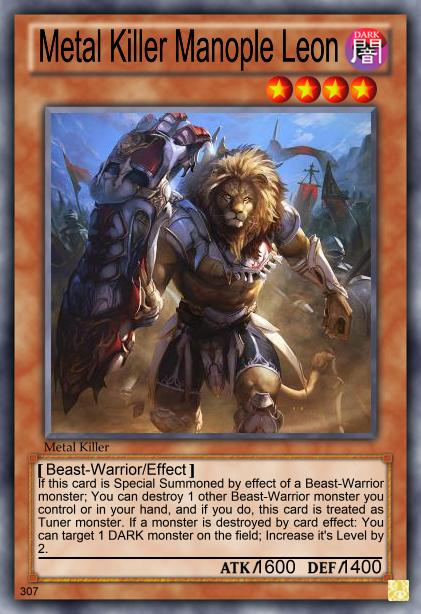 Metal Killer Manople Leon
DARK
闇
Metal Killer
[ Beast-Warrior/Effect ]
If this card is Special Summoned by effect of a Beast-Warrior
monster; You can destroy 1 other Beast-Warrior monster you
control or in your hand, and if you do, this card is treated as
Tuner monster. If a monster is destroyed by card effect: You
can target 1 DARK monster on the field; Increase it's Level by
2.
ATK/1600 DEF/1400
307